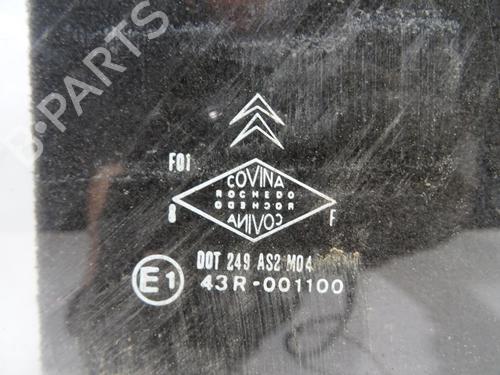 B-PARTS
F01
COVINA
ROCHEDO
ROCHEDO
COVINA
8 F
DOT 249 AS2 M04
E1 43R-001100